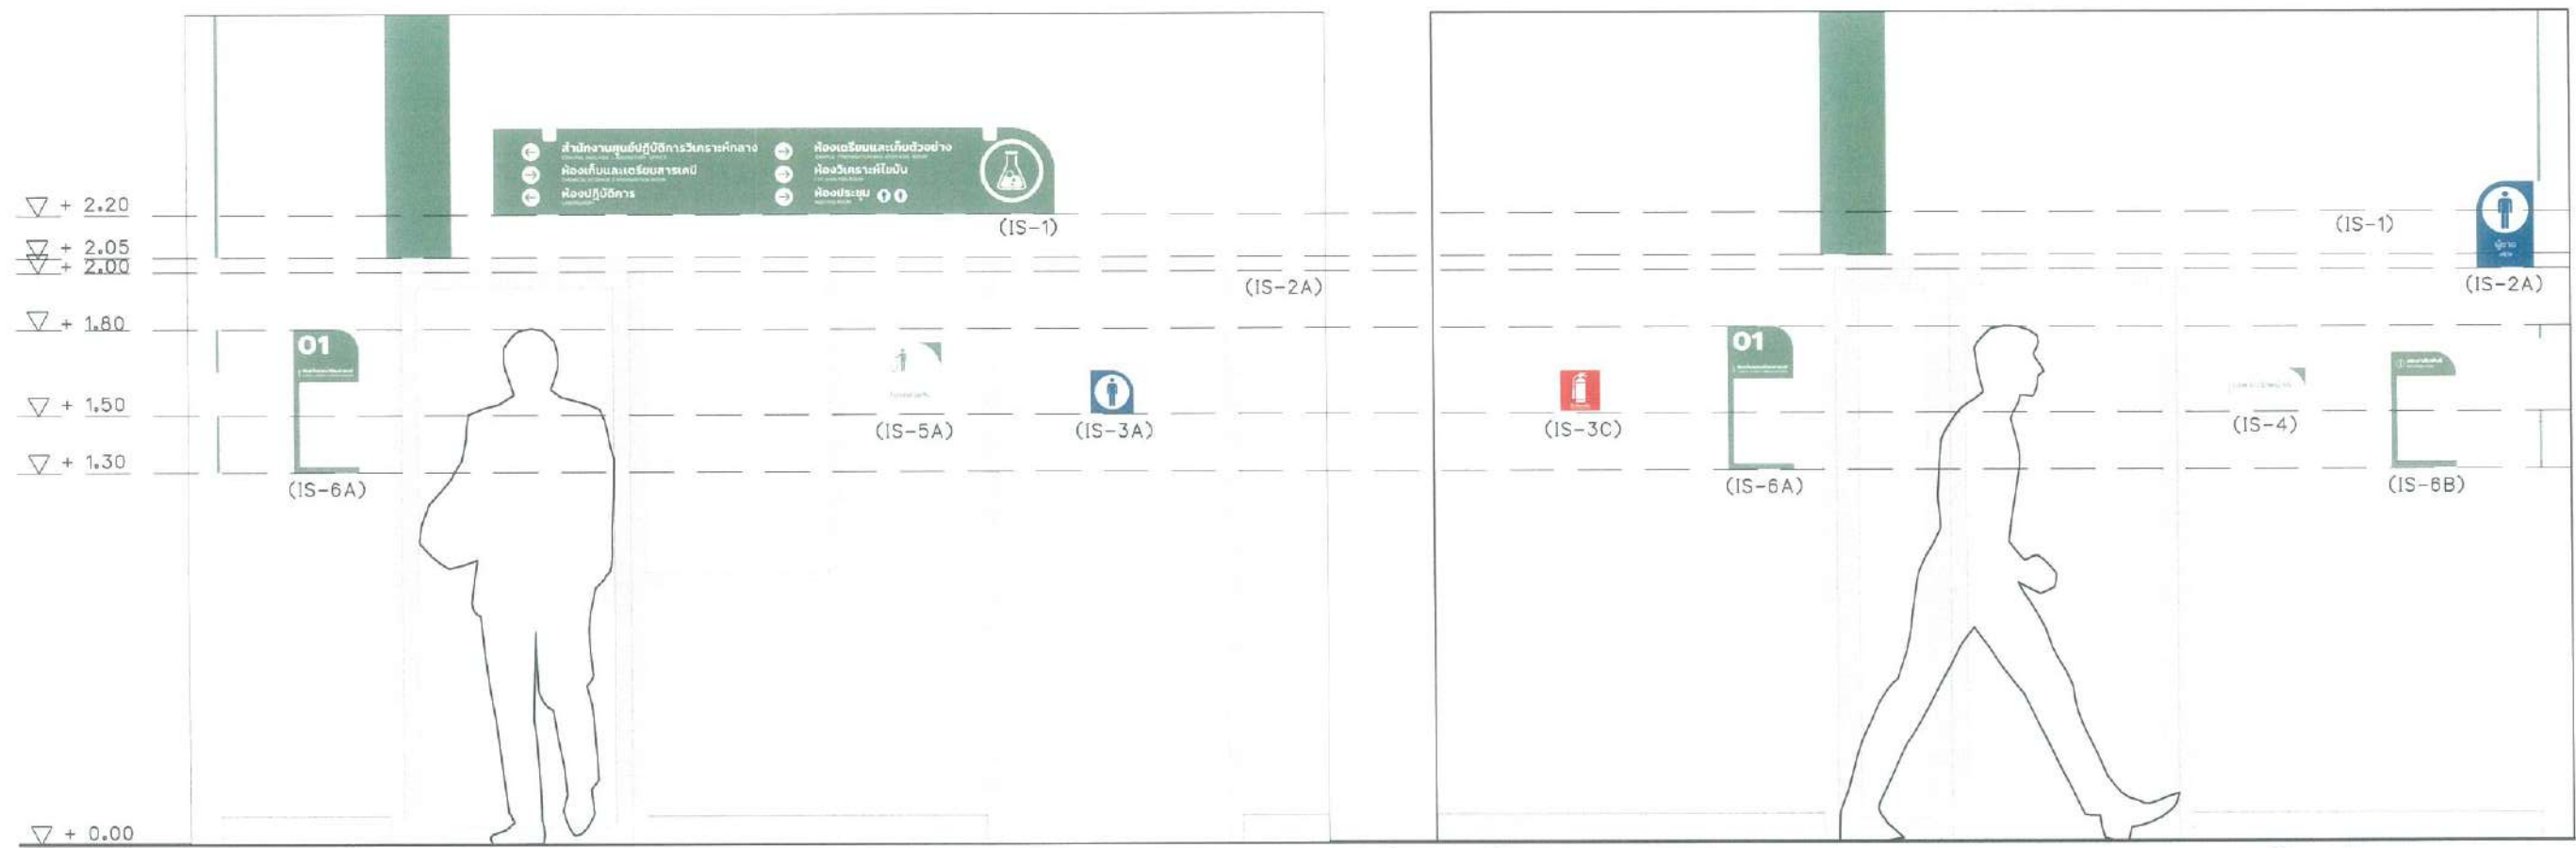 สำนักงานศูนย์ปฏิบัติการวิเคราะห์กลาง
ห้องเก็บและเตรียมสารเคมี
ห้องปฏิบัติการ
ห้องเตรียมและเก็บตัวอย่าง
ห้องวิเคราะห์ไขมัน
ห้องประชุม
(IS-1)
+ 2.20
+ 2.05
+ 2.00
+ 1.80
+ 1.50
+ 1.30
+ 0.00
(IS-2A)
01
(IS-6A)
(IS-5A)
(IS-3A)
(IS-1)
ผู้ชาย
MEN
(IS-2A)
(IS-3C)
01
(IS-6A)
(IS-4)
(IS-6B)